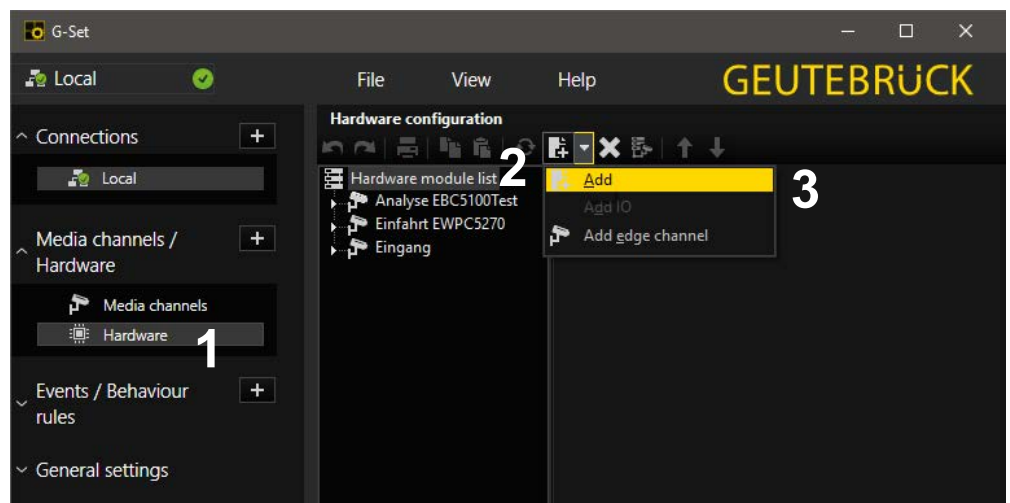 G-Set
Local
File View Help
GEUTEBRÜCK
Connections
Local
Media channels /
Hardware
Media channels
Hardware
1
Events / Behaviour
rules
General settings
Hardware configuration
2
Hardware module list
Analyse EBC5100Test
Einfahrt EWPC5270
Eingang
Add
Add IO
Add edge channel
3